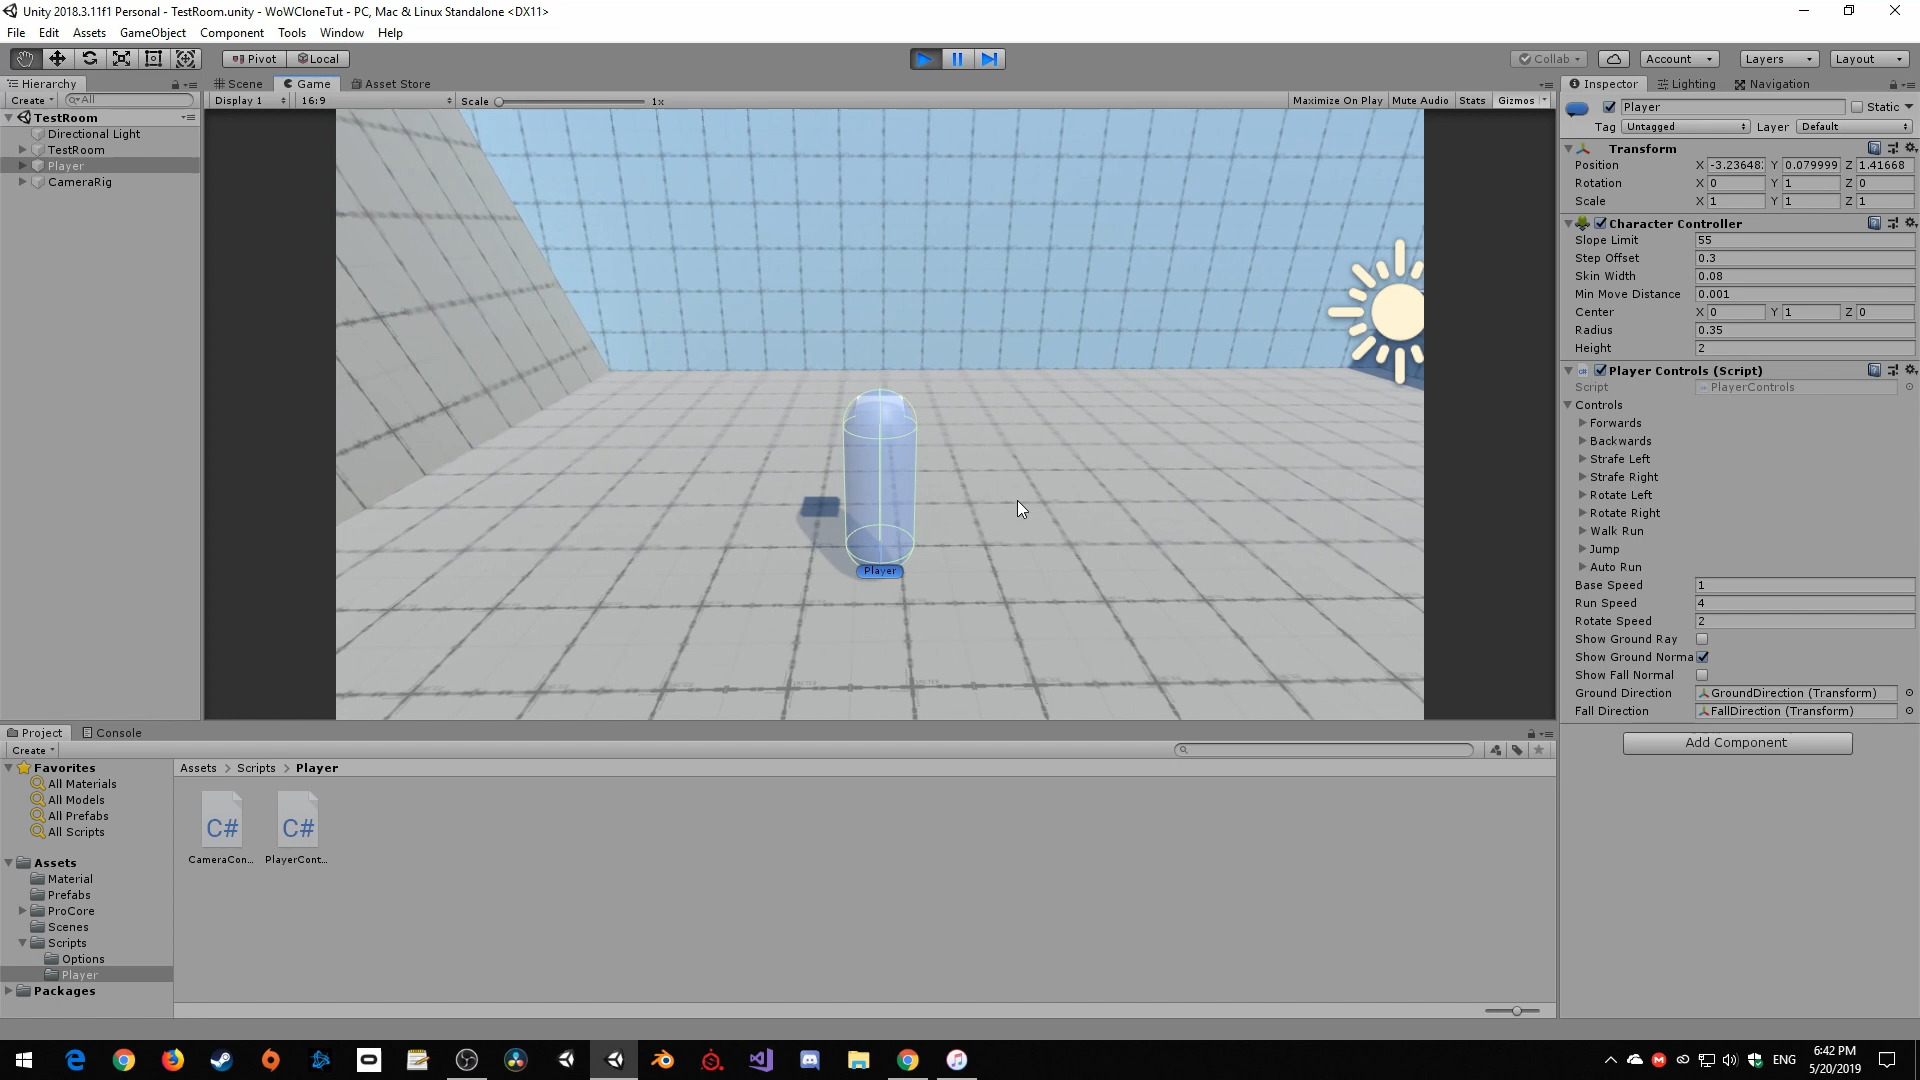 Unity 2018.3.11f1 Personal - TestRoom.unity - WoWCloneTut - PC, Mac & Linux Standalone <DX11>
File Edit Assets GameObject Component Tools Window Help
Pivot Local Collab Account Layers Layout
Hierarchy
Create All
TestRoom
Directional Light
TestRoom
Player
CameraRig
Scene Game Asset Store
Display 1 16:9 Scale 1x Maximize On Play Mute Audio Stats Gizmos
Player
Inspector Lighting Navigation
Player Static
Tag Untagged Layer Default
Transform
Position X -3.23648 Y 0.079999 Z 1.41668
Rotation X 0 Y 1 Z 0
Scale X 1 Y 1 Z 1
Character Controller
Slope Limit 55
Step Offset 0.3
Skin Width 0.08
Min Move Distance 0.001
Center X 0 Y 1 Z 0
Radius 0.35
Height 2
Player Controls (Script)
Script PlayerControls
Controls
Forwards
Backwards
Strafe Left
Strafe Right
Rotate Left
Rotate Right
Walk Run
Jump
Auto Run
Base Speed 1
Run Speed 4
Rotate Speed 2
Show Ground Ray
Show Ground Norma
Show Fall Normal
Ground Direction GroundDirection (Transform)
Fall Direction FallDirection (Transform)
Add Component
Project Console
Create
Favorites
All Materials
All Models
All Prefabs
All Scripts
Assets
Material
Prefabs
ProCore
Scenes
Scripts
Options
Player
Packages
Assets > Scripts > Player
C# C#
CameraCon... PlayerCont...
ENG
6:42 PM
5/20/2019